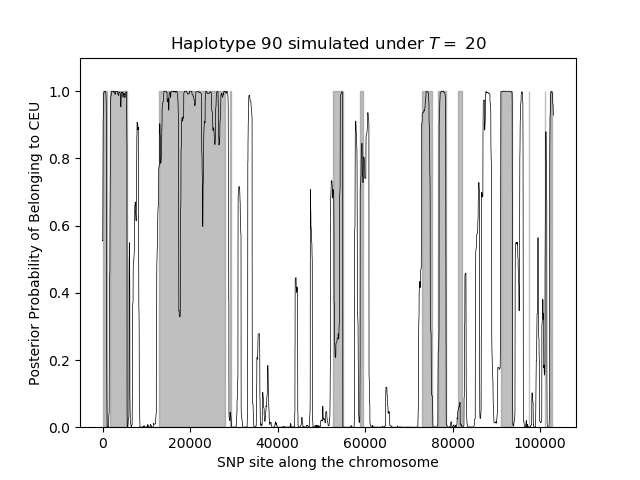 Haplotype 90 simulated under T = 20
Posterior Probability of Belonging to CEU
1.0
0.8
0.6
0.4
0.2
0.0
0 20000 40000 60000 80000 100000
SNP site along the chromosome